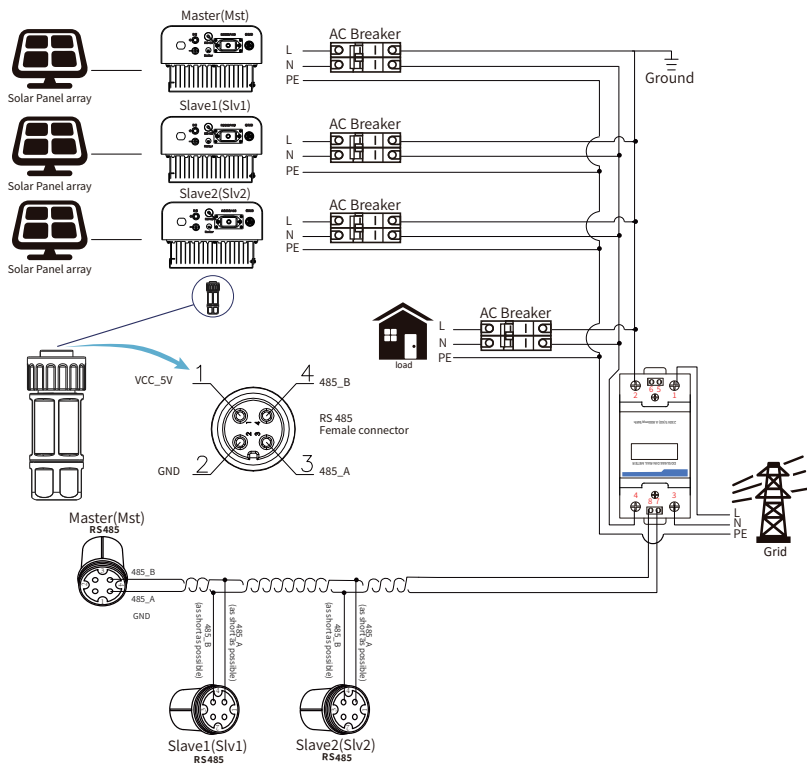 Master(Mst)
Solar Panel array
L
N
PE
AC Breaker
Ground
Slave1(Slv1)
Solar Panel array
L
N
PE
AC Breaker
Slave2(Slv2)
Solar Panel array
L
N
PE
AC Breaker
load
L
N
PE
AC Breaker
VCC_5V
1
4
485_B
RS 485
Female connector
1
4
2
3
GND
2
3
485_A
2
6 5
1
4
8 7
3
L
N
PE
Grid
Master(Mst)
RS485
485_B
485_A
GND
485_B
(as short as possible)
485_A
(as short as possible)
485_B
(as short as possible)
485_A
(as short as possible)
Slave1(Slv1)
RS485
Slave2(Slv2)
RS485